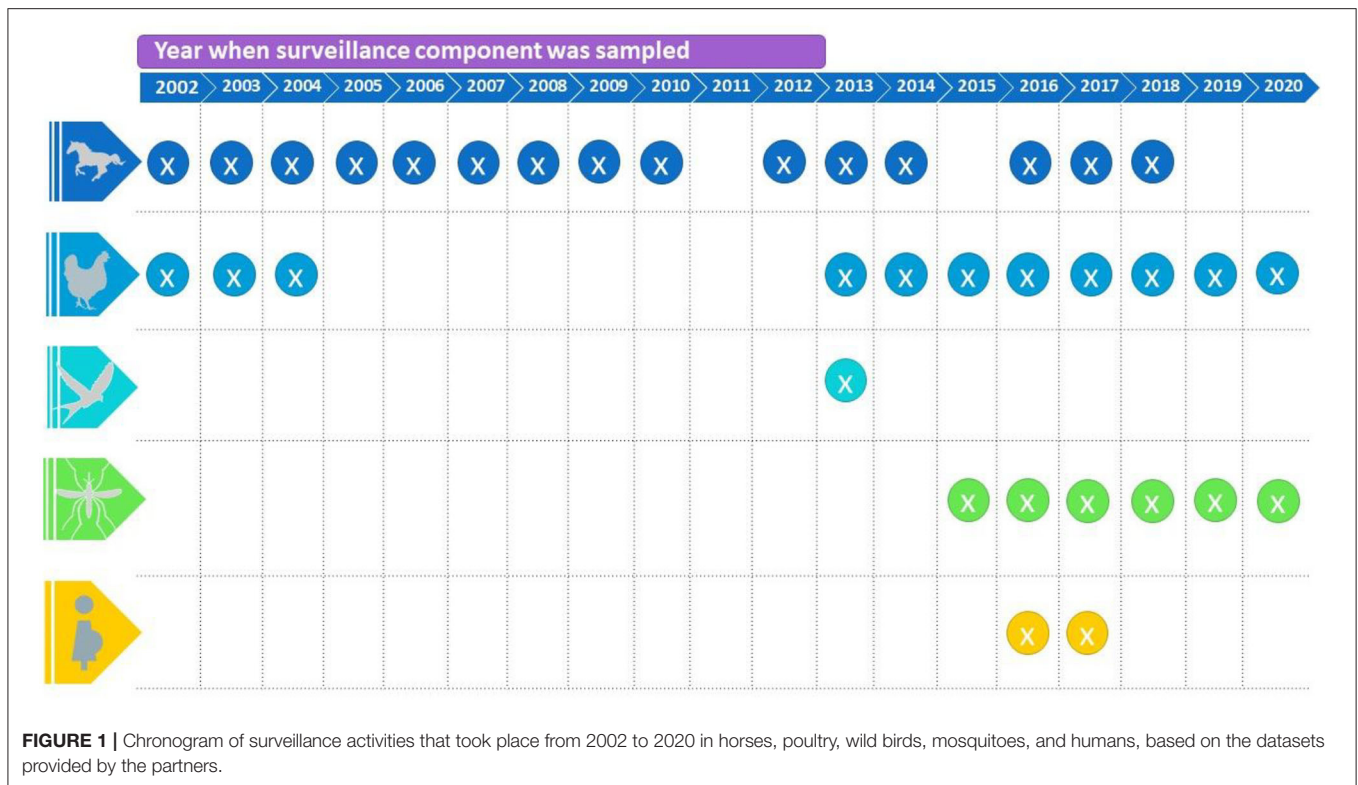 Year when surveillance component was sampled
2002 2003 2004 2005 2006 2007 2008 2009 2010 2011 2012 2013 2014 2015 2016 2017 2018 2019 2020
X X X X X X X X X X X X X X X
X X X X X X X X X X X
X
X X X X X X
X X
FIGURE 1 | Chronogram of surveillance activities that took place from 2002 to 2020 in horses, poultry, wild birds, mosquitoes, and humans, based on the datasets
provided by the partners.